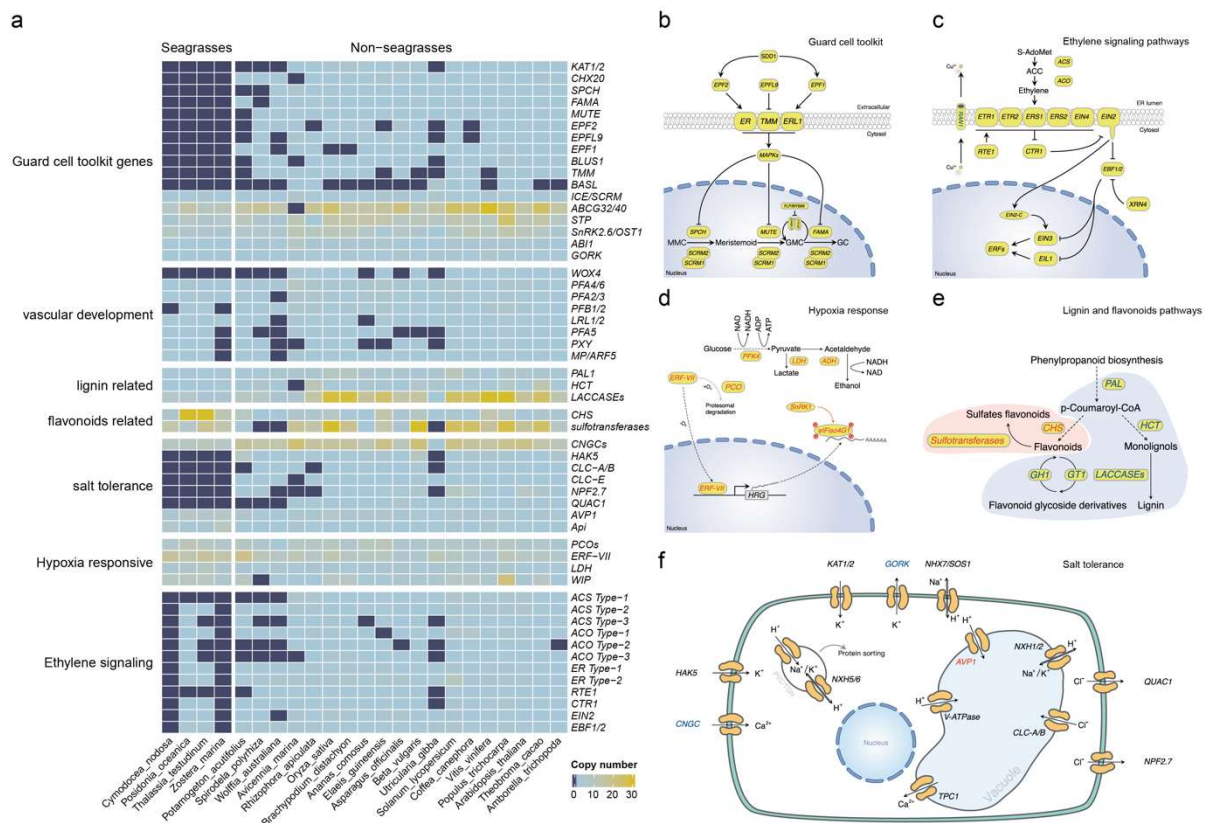 a
Seagrasses
Non−seagrasses
Guard cell toolkit genes
KAT1/2
CHX20
SPCH
FAMA
MUTE
EPF2
EPFL9
EPF1
BLUS1
TMM
BASL
ICE/SCRM
ABCG32/40
STP
SnRK2.6/OST1
ABI1
GORK
vascular development
WOX4
PFA4/6
PFA2/3
PFB1/2
LRL1/2
PFA5
PXY
MP/ARF5
lignin related
PAL1
HCT
LACCASEs
flavonoids related
CHS
sulfotransferases
salt tolerance
CNGCs
HAK5
CLC−A/B
CLC−E
NPF2.7
QUAC1
AVP1
Api
Hypoxia responsive
PCOs
ERF−VII
LDH
WIP
Ethylene signaling
ACS Type−1
ACS Type−2
ACS Type−3
ACO Type−1
ACO Type−2
ACO Type−3
ER Type−1
ER Type−2
RTE1
CTR1
EIN2
EBF1/2
Cymodocea_nodosa
Posidonia_oceanica
Thalassia_testudinum
Zostera_marina
Potamogeton_acutifolius
Spirodela_polyrhiza
Wolffia_australiana
Avicennia_marina
Rhizophora_apiculata
Oryza_sativa
Brachypodium_distachyon
Ananas_comosus
Elaeis_guineensis
Asparagus_officinalis
Beta_vulgaris
Utricularia_gibba
Solanum_lycopersicum
Coffea_canephora
Vitis_vinifera
Populus_trichocarpa
Arabidopsis_thaliana
Theobroma_cacao
Amborella_trichopoda
Copy number
0 10 20 30
b
Guard cell toolkit
SDD1
EPF2
EPFL9
EPF1
ER
TMM
ERL1
Extracellular
Cytosol
MAPKs
SPCH
MUTE
FAMA
MMC
Meristemoid
GMC
GC
SCRM2
SCRM1
SCRM2
SCRM1
SCRM2
SCRM1
Nucleus
c
Ethylene signaling pathways
S-AdoMet
ACS
ACC
ACO
Ethylene
Cu²⁺
RAN1
ETR1
ETR2
ERS1
ERS2
EIN4
EIN2
ER lumen
Cytosol
RTE1
CTR1
Cu²⁺
EBF1/2
XRN4
EIN2-C
EIN3
ERFs
EIL1
Nucleus
d
Hypoxia response
NAD
NADH
ADP
ATP
Glucose
Pyruvate
Acetaldehyde
PFK4
LDH
ADH
NADH
NAD
Lactate
Ethanol
ERF-VII
PCO
+O₂
Proteasomal
degradation
-O₂
SnRK1
eIFiso4G1
AAAAAA
ERF-VII
HRG
Nucleus
e
Lignin and flavonoids pathways
Phenylpropanoid biosynthesis
PAL
p-Coumaroyl-CoA
Sulfates flavonoids
CHS
HCT
Sulfotransferases
Flavonoids
Monolignols
GH1
GT1
LACCASEs
Flavonoid glycoside derivatives
Lignin
f
Salt tolerance
KAT1/2
GORK
NHX7/SOS1
K⁺
K⁺
Na⁺
H⁺
H⁺
AVP1
H⁺
Protein sorting
Na⁺/K⁺
PVC/TGN
NXH5/6
H⁺
HAK5
K⁺
CNGC
Ca²⁺
Nucleus
H⁺
V-ATPase
NXH1/2
H⁺
Na⁺/K⁺
CLC-A/B
Cl⁻
Vacuole
Ca²⁺
TPC1
Cl⁻
QUAC1
Cl⁻
NPF2.7